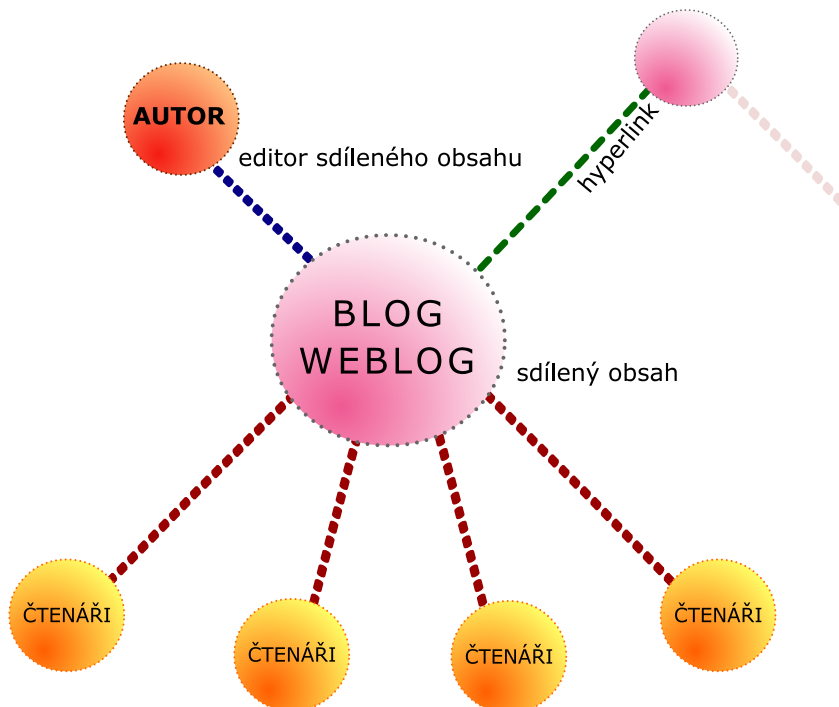 AUTOR
editor sdíleného obsahu
hyperlink
BLOG
WEBLOG
sdílený obsah
ČTENÁŘI
ČTENÁŘI
ČTENÁŘI
ČTENÁŘI